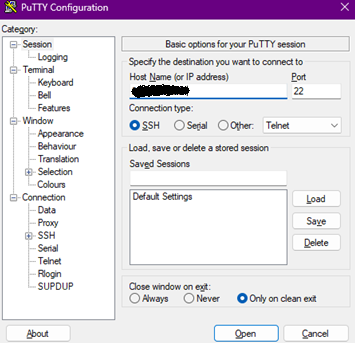 PuTTY Configuration
Category:
Session
Logging
Terminal
Keyboard
Bell
Features
Window
Appearance
Behaviour
Translation
Selection
Colours
Connection
Data
Proxy
SSH
Serial
Telnet
Rlogin
SUPDUP
Basic options for your PuTTY session
Specify the destination you want to connect to
Host Name (or IP address) Port
22
Connection type:
SSH Serial Other: Telnet
Load, save or delete a stored session
Saved Sessions
Default Settings
Load
Save
Delete
Close window on exit:
Always Never Only on clean exit
About Open Cancel